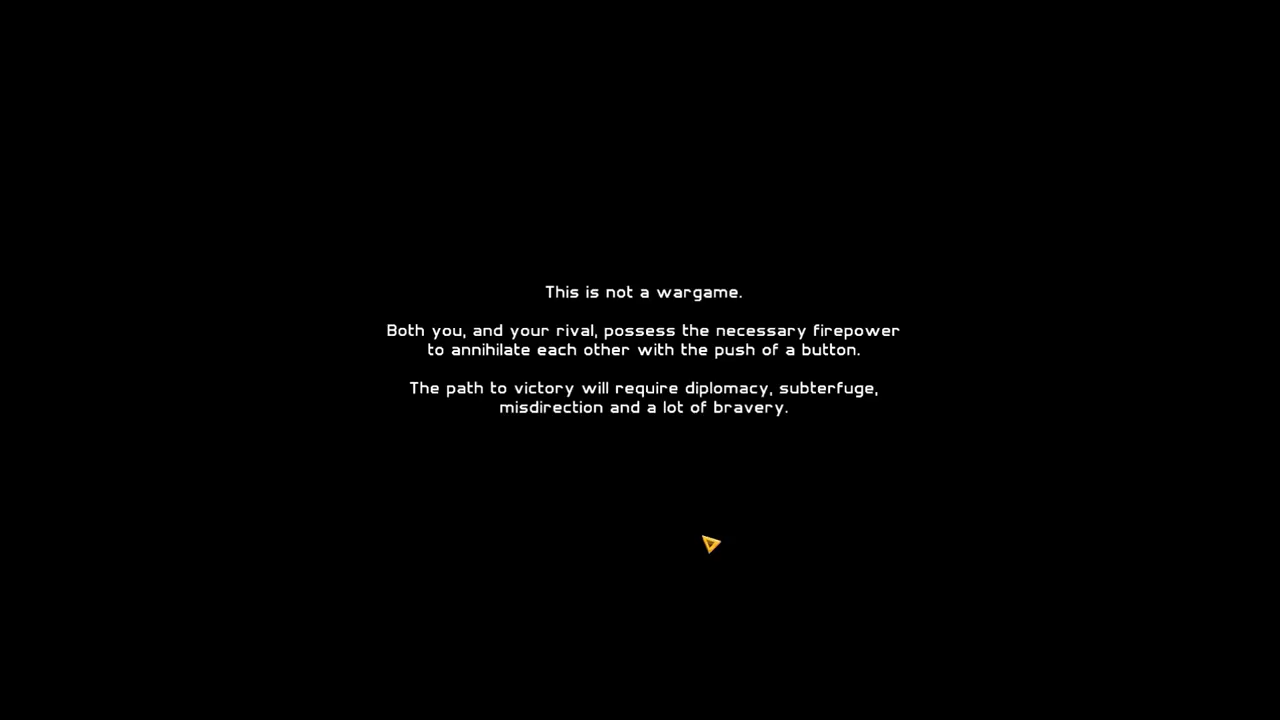 This is not a wargame.
Both you, and your rival, possess the necessary firepower
to annihilate each other with the push of a button.
The path to victory will require diplomacy, subterfuge,
misdirection and a lot of bravery.